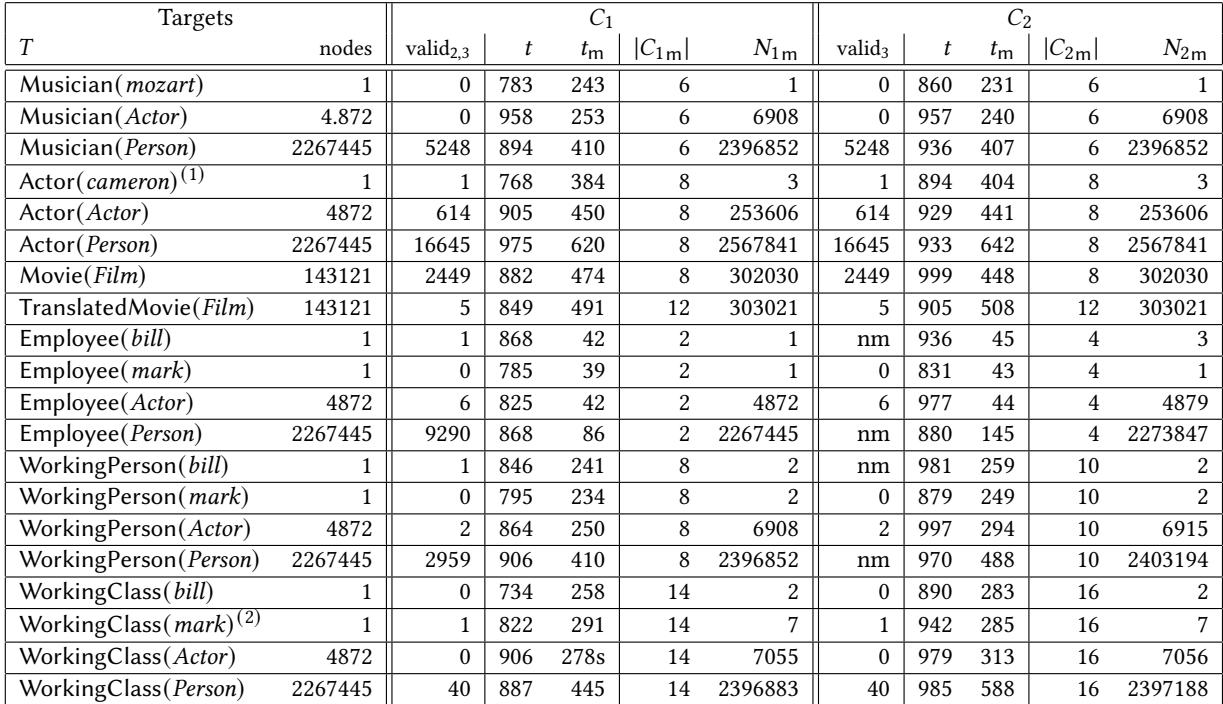 Targets C1 C2
T nodes valid2,3 t tm |C1m| N1m valid3 t tm |C2m| N2m
Musician(mozart) 1 0 783 243 6 1 0 860 231 6 1
Musician(Actor) 4.872 0 958 253 6 6908 0 957 240 6 6908
Musician(Person) 2267445 5248 894 410 6 2396852 5248 936 407 6 2396852
Actor(cameron)(1) 1 1 768 384 8 3 1 894 404 8 3
Actor(Actor) 4872 614 905 450 8 253606 614 929 441 8 253606
Actor(Person) 2267445 16645 975 620 8 2567841 16645 933 642 8 2567841
Movie(Film) 143121 2449 882 474 8 302030 2449 999 448 8 302030
TranslatedMovie(Film) 143121 5 849 491 12 303021 5 905 508 12 303021
Employee(bill) 1 1 868 42 2 1 nm 936 45 4 3
Employee(mark) 1 0 785 39 2 1 0 831 43 4 1
Employee(Actor) 4872 6 825 42 2 4872 6 977 44 4 4879
Employee(Person) 2267445 9290 868 86 2 2267445 nm 880 145 4 2273847
WorkingPerson(bill) 1 1 846 241 8 2 nm 981 259 10 2
WorkingPerson(mark) 1 0 795 234 8 2 0 879 249 10 2
WorkingPerson(Actor) 4872 2 864 250 8 6908 2 997 294 10 6915
WorkingPerson(Person) 2267445 2959 906 410 8 2396852 nm 970 488 10 2403194
WorkingClass(bill) 1 0 734 258 14 2 0 890 283 16 2
WorkingClass(mark)(2) 1 1 822 291 14 7 1 942 285 16 7
WorkingClass(Actor) 4872 0 906 278s 14 7055 0 979 313 16 7056
WorkingClass(Person) 2267445 40 887 445 14 2396883 40 985 588 16 2397188